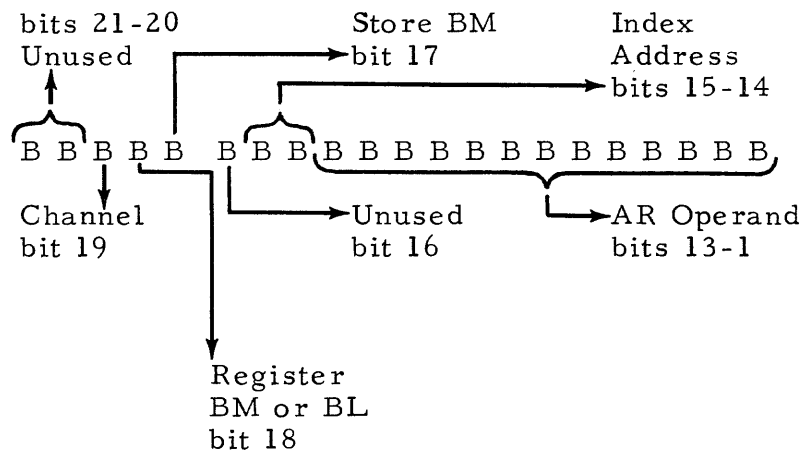 bits 21-20
Unused
Store BM
bit 17
Index
Address
bits 15-14
B B B B B B B B B B B B B B B B B B B B B
Channel
bit 19
Unused
bit 16
AR Operand
bits 13-1
Register
BM or BL
bit 18